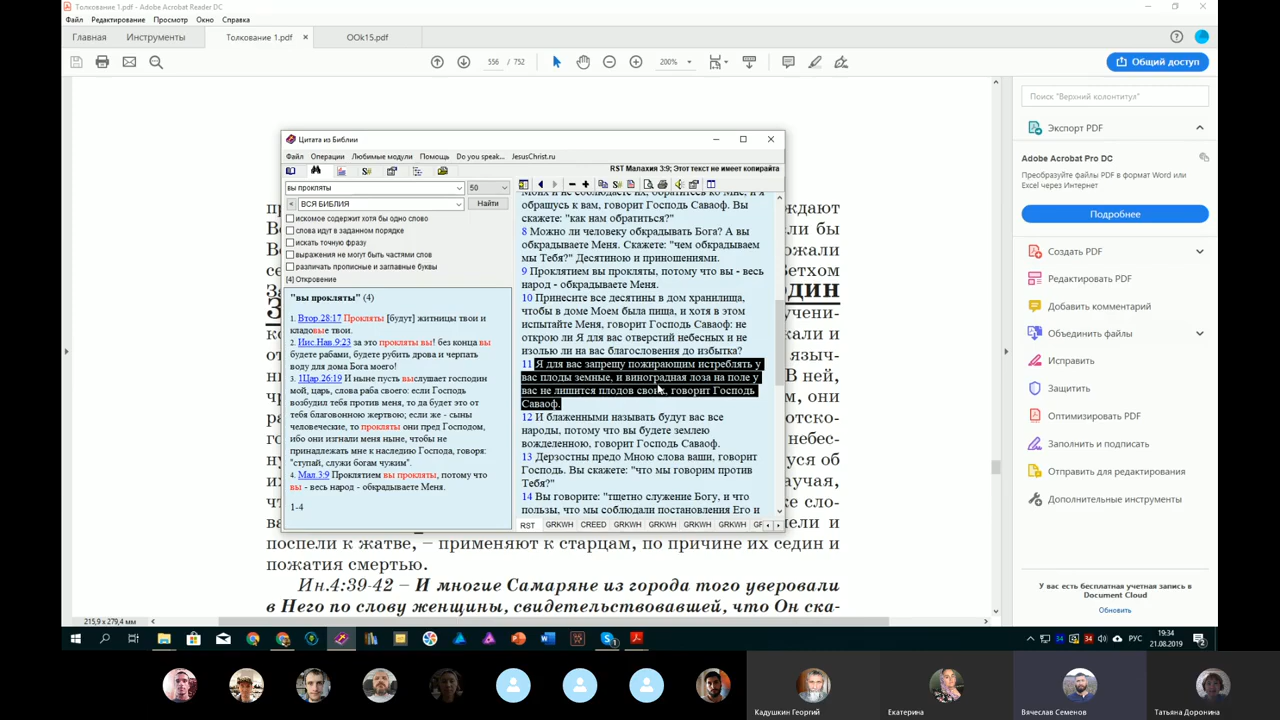 Толкование 1.pdf - Adobe Acrobat Reader DC
Файл Редактирование Просмотр Окно Справка
Главная Инструменты Толкование 1.pdf × OOk15.pdf
556 / 752 200% Общий доступ
Поиск "Верхний колонтитул"
Экспорт PDF
Adobe Acrobat Pro DC
Преобразуйте файлы PDF в формат Word или Excel через Интернет
Подробнее
Создать PDF
Редактировать PDF
Добавить комментарий
Объединить файлы
Исправить
Защитить
Оптимизировать PDF
Заполнить и подписать
Отправить для редактирования
Дополнительные инструменты
У вас есть бесплатная учетная запись в Document Cloud
Обновить
Цитата из Библии
Файл Операции Любимые модули Помощь Do you speak... JesusChrist.ru
RST Малахия 3:9; Этот текст не имеет копирайта
вы прокляты 50
< ВСЯ БИБЛИЯ Найти
искомое содержит хотя бы одно слово
слова идут в заданном порядке
искать точную фразу
выражения не могут быть частями слов
различать прописные и заглавные буквы
[4] Откровение
"вы прокляты" (4)
1. Втор.28:17 Прокляты [будут] житницы твои и
кладовые твои.
2. Иис.Нав.9:23 за это прокляты вы! без конца вы
будете рабами, будете рубить дрова и черпать
воду для дома Бога моего!
3. 1Цар 26:19 И ныне пусть выслушает господин
мой, царь, слова раба своего: если Господь
возбудил тебя против меня, то да будет это от
тебя благовонною жертвою; если же - сыны
человеческие, то прокляты они пред Господом,
ибо они изгнали меня ныне, чтобы не
принадлежать мне к наследию Господа, говоря:
"ступай, служи богам чужим".
4. Мал.3:9 Проклятием вы прокляты, потому что
вы - весь народ - обкрадываете Меня.
1-4
Моих и не соблюдаете их; обратитесь ко Мне, и Я
обращусь к вам, говорит Господь Саваоф. Вы
скажете: "как нам обратиться?"
8 Можно ли человеку обкрадывать Бога? А вы
обкрадываете Меня. Скажете: "чем обкрадываем
мы Тебя?" Десятиною и приношениями.
9 Проклятием вы прокляты, потому что вы - весь
народ - обкрадываете Меня.
10 Принесите все десятины в дом хранилища,
чтобы в доме Моем была пища, и хотя в этом
испытайте Меня, говорит Господь Саваоф: не
открою ли Я для вас отверстий небесных и не
изолью ли на вас благословения до избытка?
11 Я для вас запрещу пожирающим истреблять у
вас плоды земные, и виноградная лоза на поле у
вас не лишится плодов своих, говорит Господь
Саваоф.
12 И блаженными называть будут вас все
народы, потому что вы будете землею
вожделенною, говорит Господь Саваоф.
13 Дерзостны предо Мною слова ваши, говорит
Господь. Вы скажете: "что мы говорим против
Тебя?"
14 Вы говорите: "тщетно служение Богу, и что
пользы, что мы соблюдали постановления Его и
RST GRKWH CREED GRKWH GRKWH GRKWH GRKWH GF
поспели к жатве, – применяют к старцам, по причине их седин и
пожатия смертью.
Ин.4:39-42 – И многие Самаряне из города того уверовали
в Него по слову женщины, свидетельствовавшей, что Он ска-
215,9 x 279,4 мм
34 34 РУС 19:34
21.08.2019 2
Кадушкин Георгий Екатерина Вячеслав Семенов Татьяна Доронина